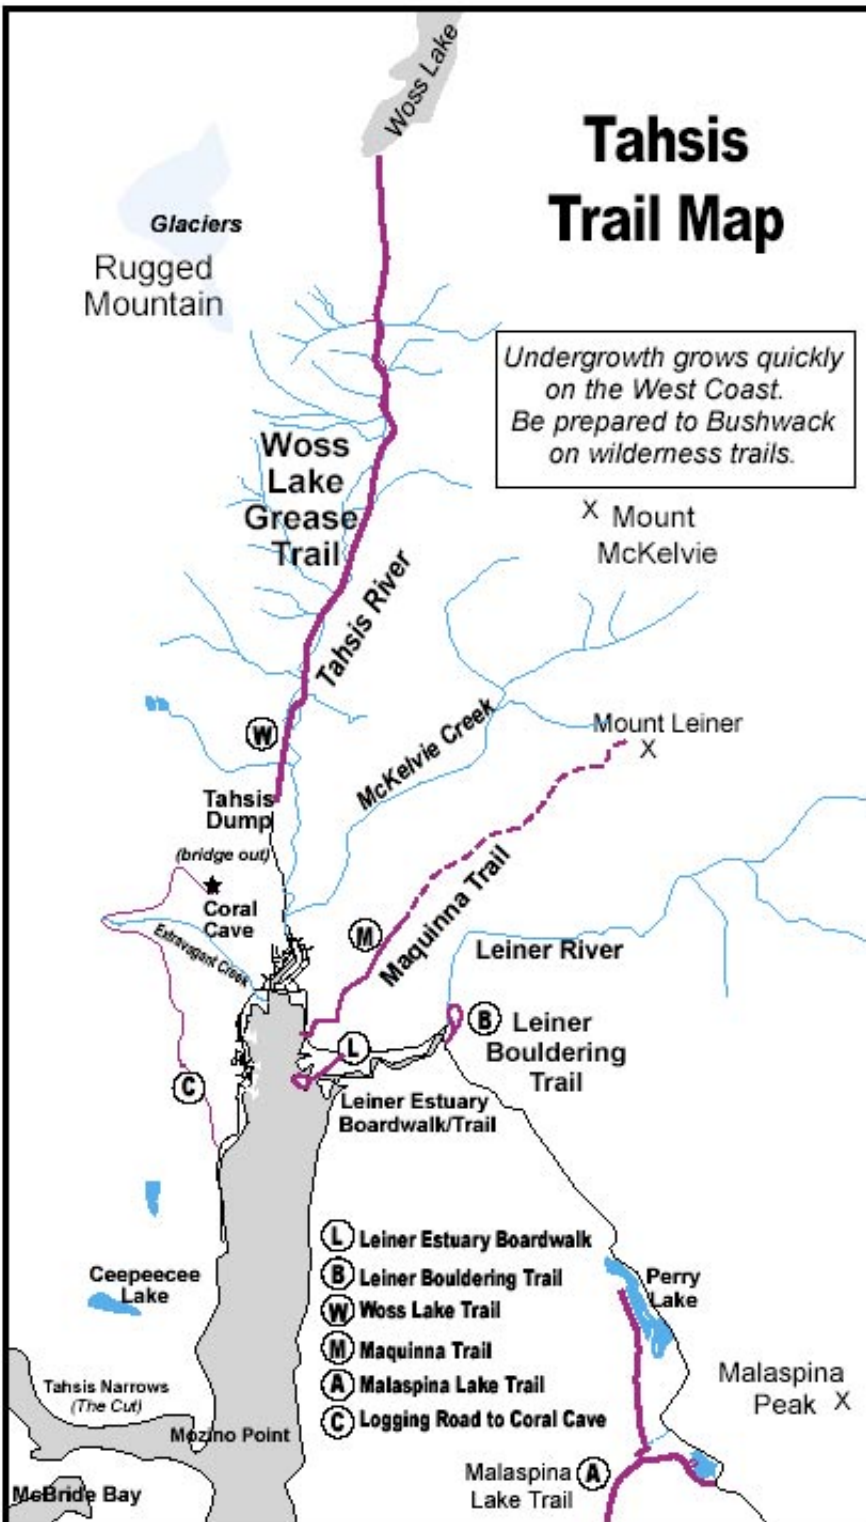 Woss Lake
Tahsis
Trail Map
Glaciers
Rugged
Mountain
Undergrowth grows quickly
on the West Coast.
Be prepared to Bushwack
on wilderness trails.
Woss
Lake
Grease
Trail
X Mount
McKelvie
Tahsis River
W
McKelvie Creek
Mount Leiner
X
Tahsis
Dump
(bridge out)
Coral
Cave
Extravagant Creek
M
Maquinna Trail
Leiner River
B
Leiner
Bouldering
Trail
L
C
Leiner Estuary
Boardwalk/Trail
L Leiner Estuary Boardwalk
B Leiner Bouldering Trail
W Woss Lake Trail
M Maquinna Trail
A Malaspina Lake Trail
C Logging Road to Coral Cave
Ceepeecee
Lake
Perry
Lake
Malaspina
Peak X
Tahsis Narrows
(The Cut)
Mozino Point
McBride Bay
Malaspina
Lake Trail
A